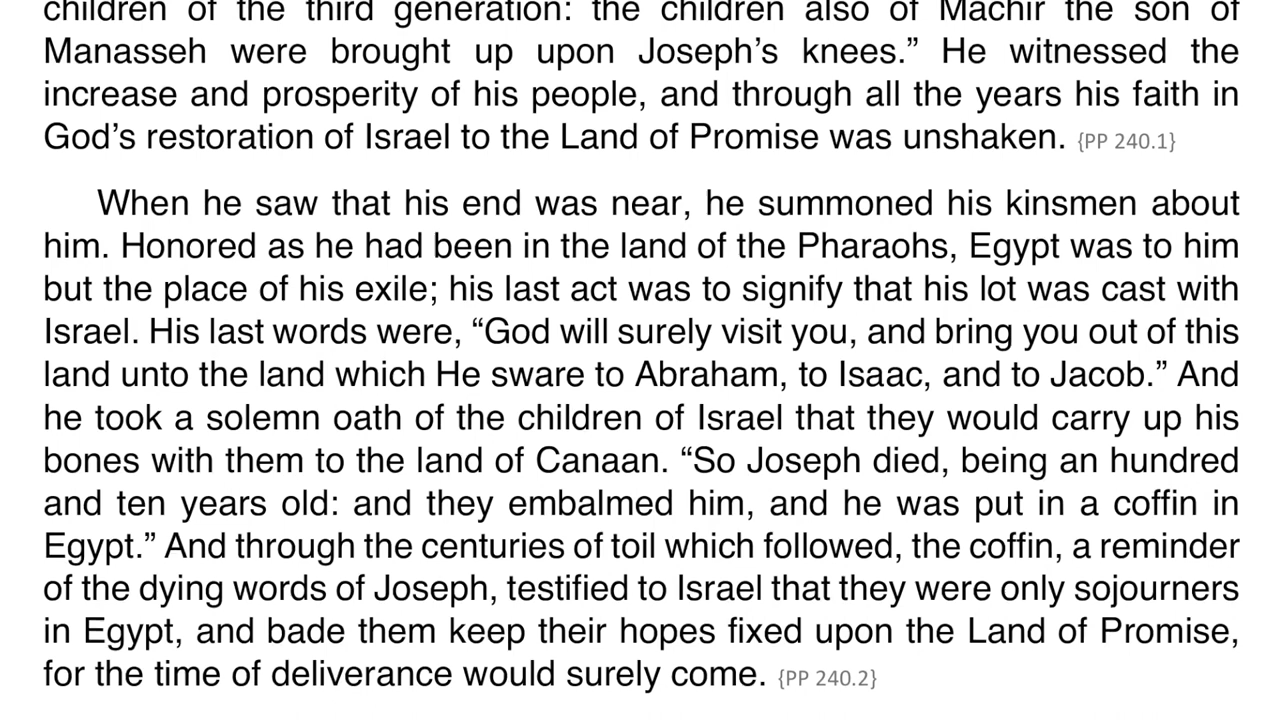 children of the third generation: the children also of Machir the son of
Manasseh were brought up upon Joseph’s knees.” He witnessed the
increase and prosperity of his people, and through all the years his faith in
God’s restoration of Israel to the Land of Promise was unshaken. {PP 240.1}
When he saw that his end was near, he summoned his kinsmen about
him. Honored as he had been in the land of the Pharaohs, Egypt was to him
but the place of his exile; his last act was to signify that his lot was cast with
Israel. His last words were, “God will surely visit you, and bring you out of this
land unto the land which He sware to Abraham, to Isaac, and to Jacob.” And
he took a solemn oath of the children of Israel that they would carry up his
bones with them to the land of Canaan. “So Joseph died, being an hundred
and ten years old: and they embalmed him, and he was put in a coffin in
Egypt.” And through the centuries of toil which followed, the coffin, a reminder
of the dying words of Joseph, testified to Israel that they were only sojourners
in Egypt, and bade them keep their hopes fixed upon the Land of Promise,
for the time of deliverance would surely come. {PP 240.2}